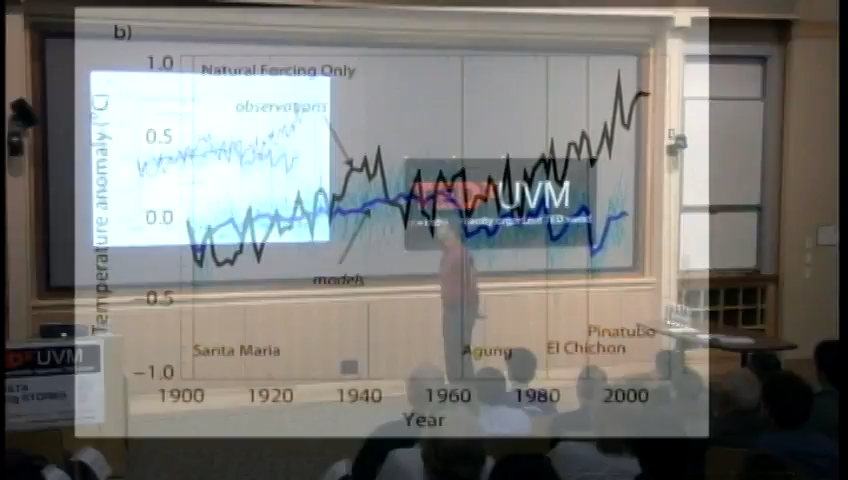 b)
Natural Forcing Only
observations
models
Temperature anomaly (°C)
1.0
0.5
0.0
−0.5
−1.0
Santa Maria
Agung
El Chichon
Pinatubo
1900
1920
1940
1960
1980
2000
Year
UVM
UVM